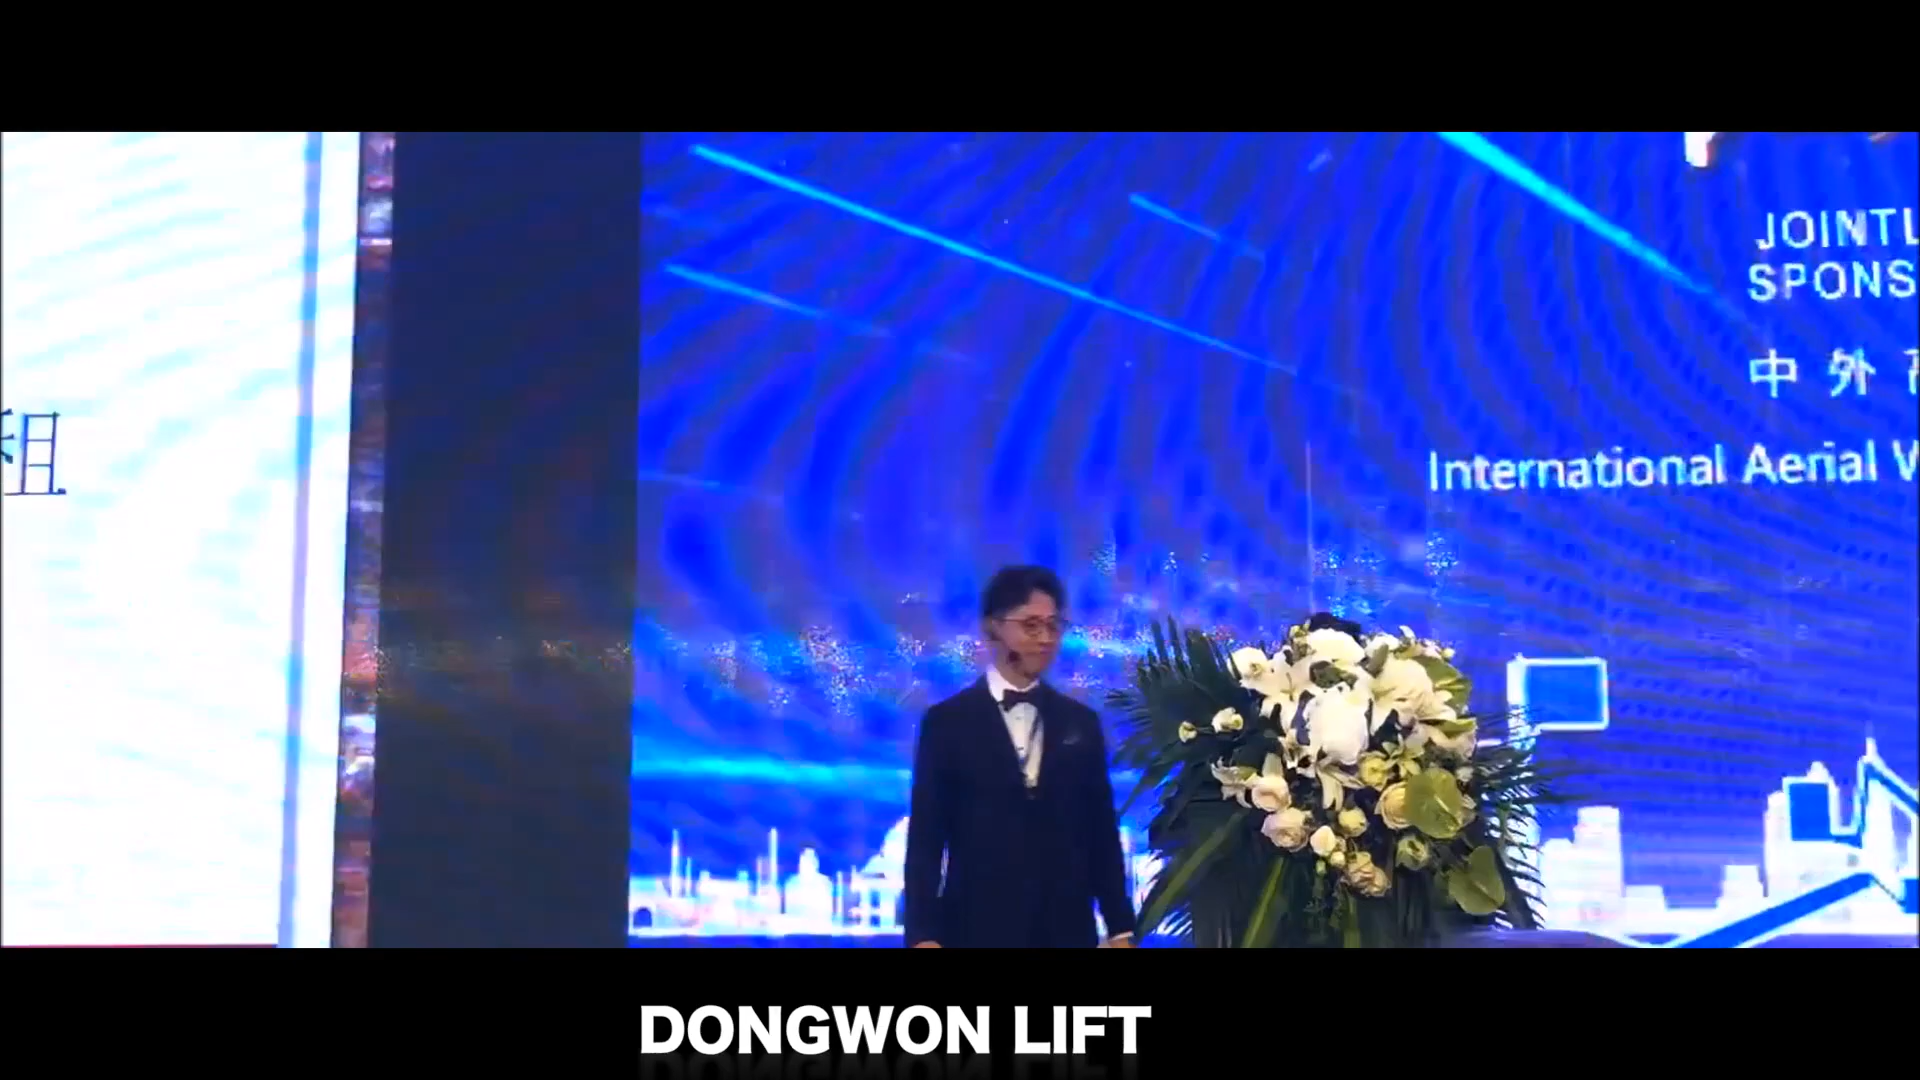 JOINTL
SPONS
中外
International Aerial
DONGWON LIFT